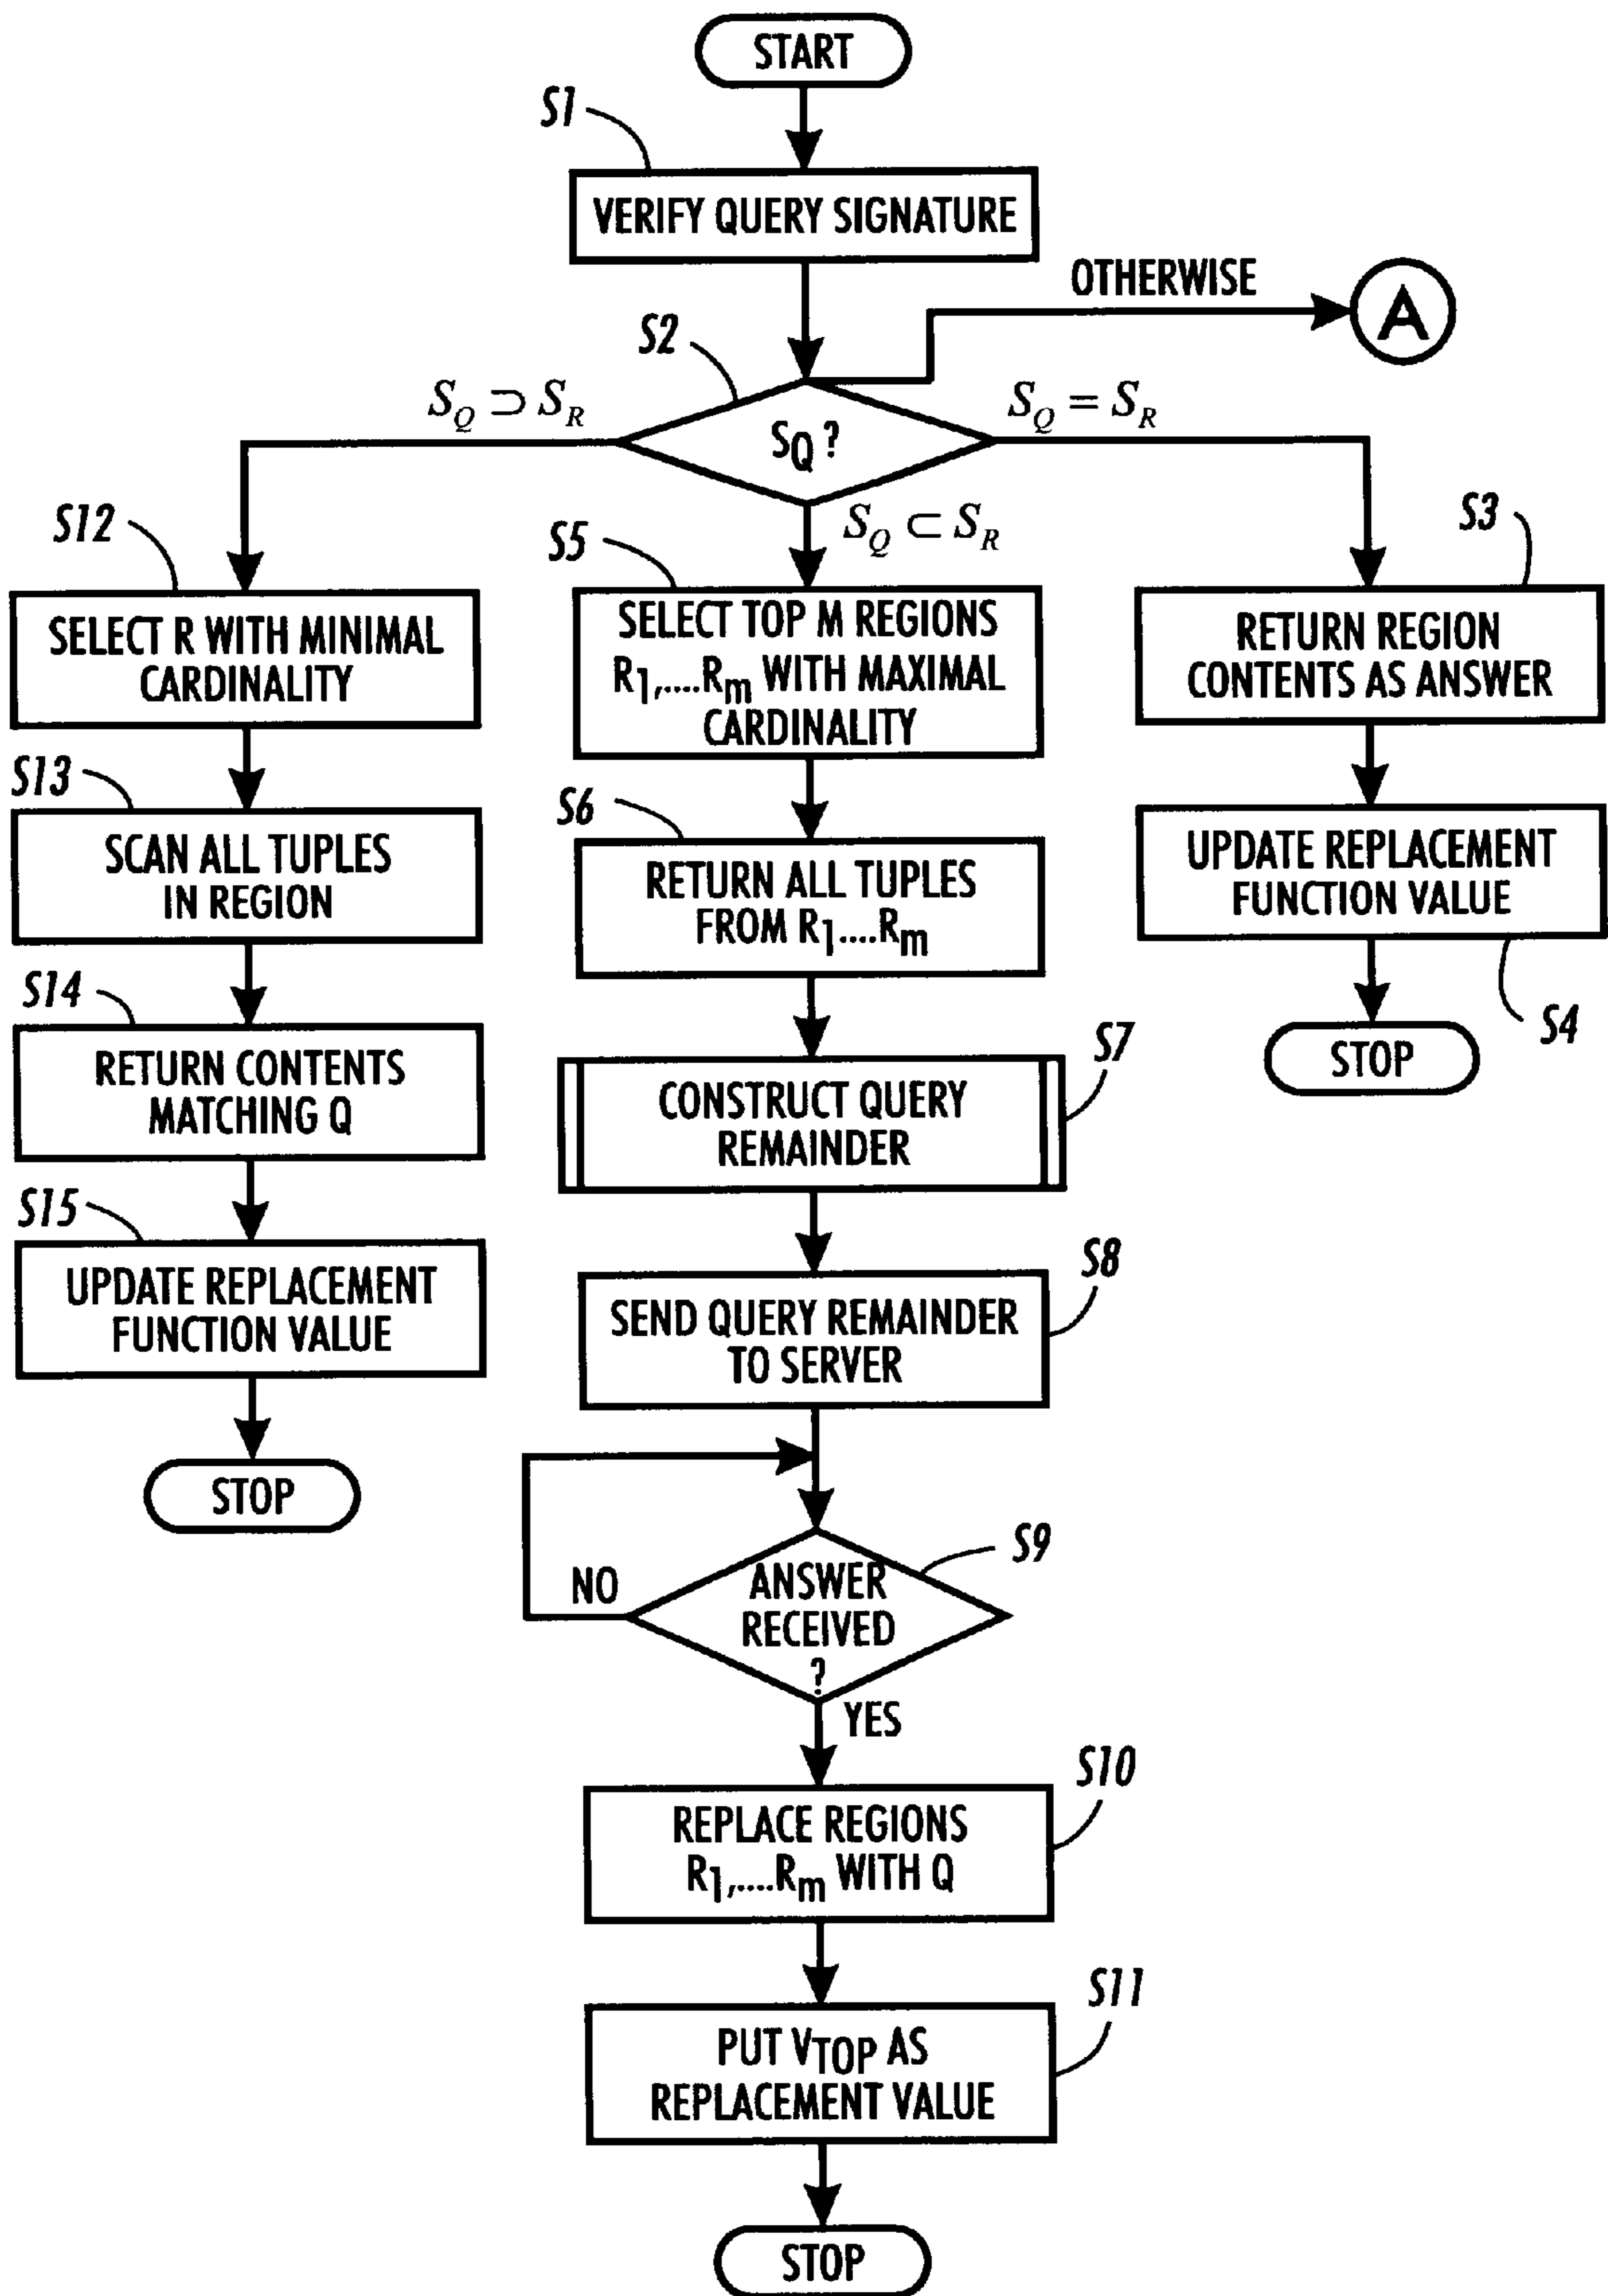 START
S1
VERIFY QUERY SIGNATURE
OTHERWISE
A
S2
S_Q ⊃ S_R
S_Q = S_R
S_Q ?
S_Q ⊂ S_R
S12
SELECT R WITH MINIMAL
CARDINALITY
S13
SCAN ALL TUPLES
IN REGION
S14
RETURN CONTENTS
MATCHING Q
S15
UPDATE REPLACEMENT
FUNCTION VALUE
STOP
S5
SELECT TOP M REGIONS
R1,....Rm WITH MAXIMAL
CARDINALITY
S6
RETURN ALL TUPLES
FROM R1....Rm
S7
CONSTRUCT QUERY
REMAINDER
S8
SEND QUERY REMAINDER
TO SERVER
S9
ANSWER
RECEIVED
?
NO
YES
S10
REPLACE REGIONS
R1,....Rm WITH Q
S11
PUT VTOP AS
REPLACEMENT VALUE
STOP
S3
RETURN REGION
CONTENTS AS ANSWER
UPDATE REPLACEMENT
FUNCTION VALUE
S4
STOP